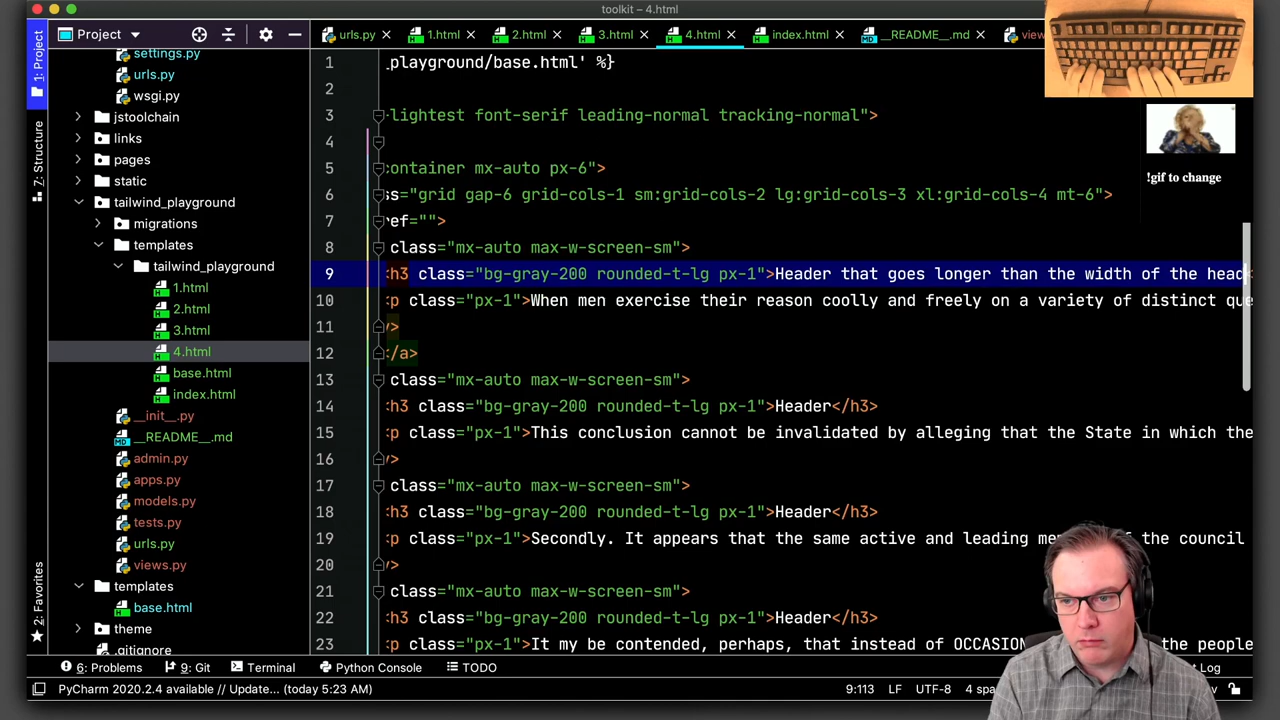 toolkit – 4.html
Project
urls.py
1.html
2.html
3.html
4.html
index.html
__README__.md
1: Project
7: Structure
2: Favorites
settings.py
urls.py
wsgi.py
jstoolchain
links
pages
static
tailwind_playground
migrations
templates
tailwind_playground
1.html
2.html
3.html
4.html
base.html
index.html
__init__.py
__README__.md
admin.py
apps.py
models.py
tests.py
urls.py
views.py
templates
base.html
theme
.gitignore
1 _playground/base.html' %}
2
3 -lightest font-serif leading-normal tracking-normal">
4
5 container mx-auto px-6">
6 ss="grid gap-6 grid-cols-1 sm:grid-cols-2 lg:grid-cols-3 xl:grid-cols-4 mt-6">
7 ref="">
8 class="mx-auto max-w-screen-sm">
9 <h3 class="bg-gray-200 rounded-t-lg px-1">Header that goes longer than the width of the head
10 <p class="px-1">When men exercise their reason coolly and freely on a variety of distinct que
11 />
12 </a>
13 class="mx-auto max-w-screen-sm">
14 <h3 class="bg-gray-200 rounded-t-lg px-1">Header</h3>
15 <p class="px-1">This conclusion cannot be invalidated by alleging that the State in which the
16 />
17 class="mx-auto max-w-screen-sm">
18 <h3 class="bg-gray-200 rounded-t-lg px-1">Header</h3>
19 <p class="px-1">Secondly. It appears that the same active and leading of the council
20 />
21 class="mx-auto max-w-screen-sm">
22 <h3 class="bg-gray-200 rounded-t-lg px-1">Header</h3>
23 <p class="px-1">It my be contended, perhaps, that instead of OCCASION the people
!gif to change
6: Problems
9: Git
Terminal
Python Console
TODO
Log
PyCharm 2020.2.4 available // Update... (today 5:23 AM)
9:113
LF
UTF-8